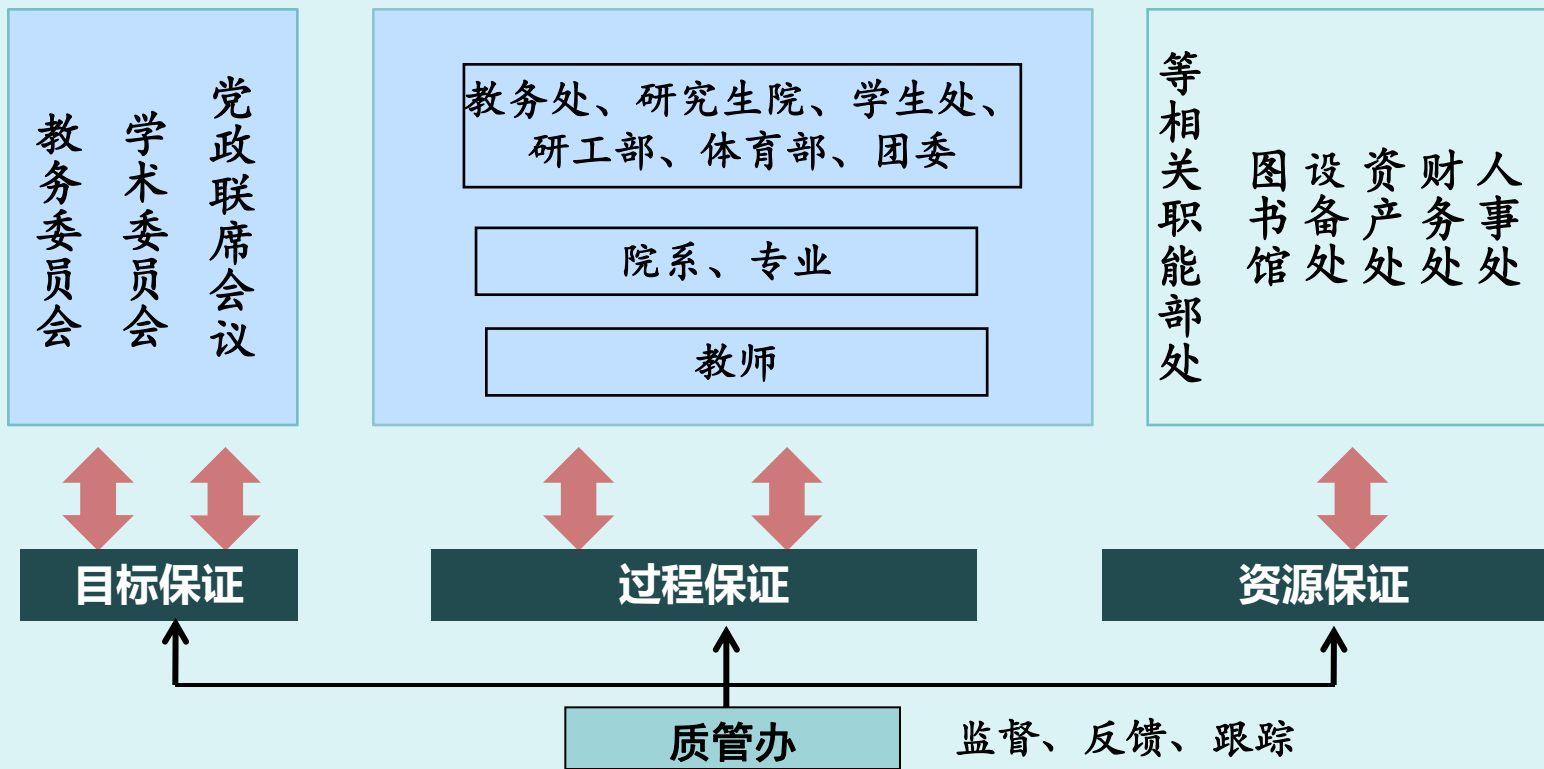 党政联席会议
学术委员会
教务委员会
教务处、研究生院、学生处、
研工部、体育部、团委
院系、专业
教师
人事处
财务处
资产处
设备处
图书馆
等相关职能部处
目标保证
过程保证
资源保证
质管办
监督、反馈、跟踪